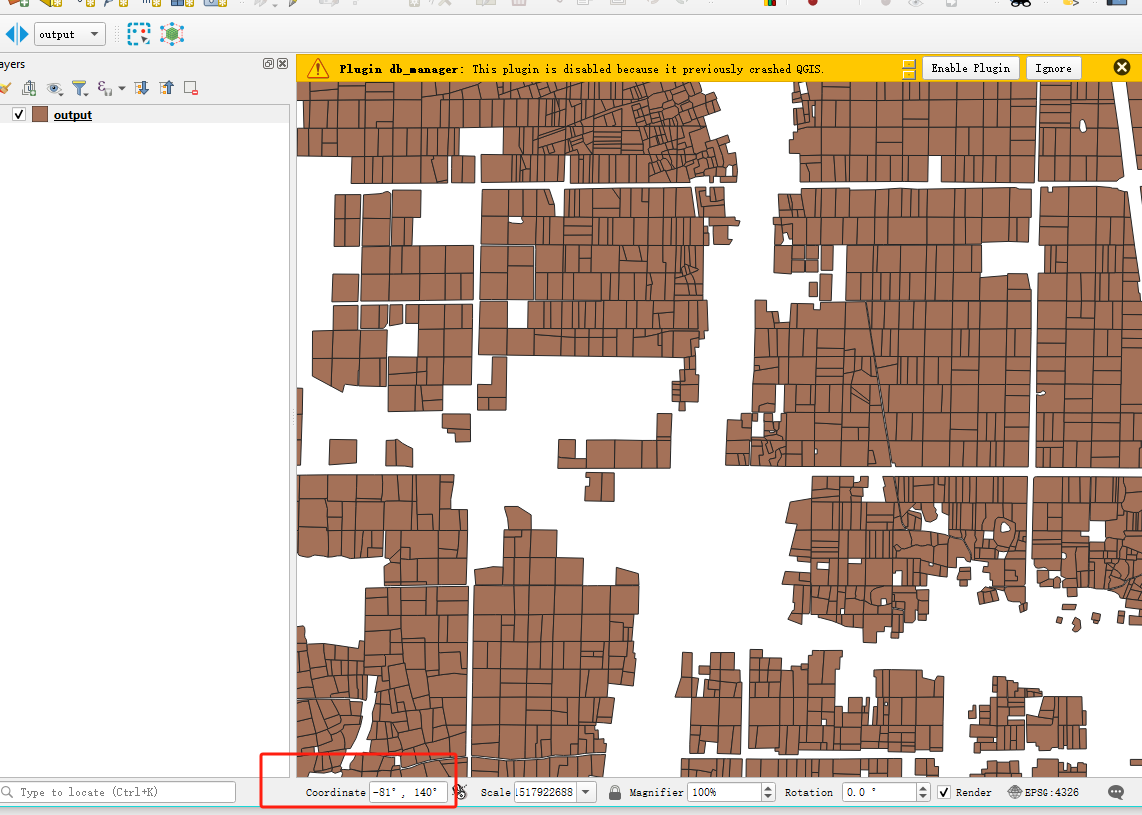 output
ayers
Plugin db_manager: This plugin is disabled because it previously crashed QGIS.
Enable Plugin
Ignore
output
Type to locate (Ctrl+K)
Coordinate
-81°, 140°
Scale
1517922688
Magnifier
100%
Rotation
0.0 °
Render
EPSG:4326